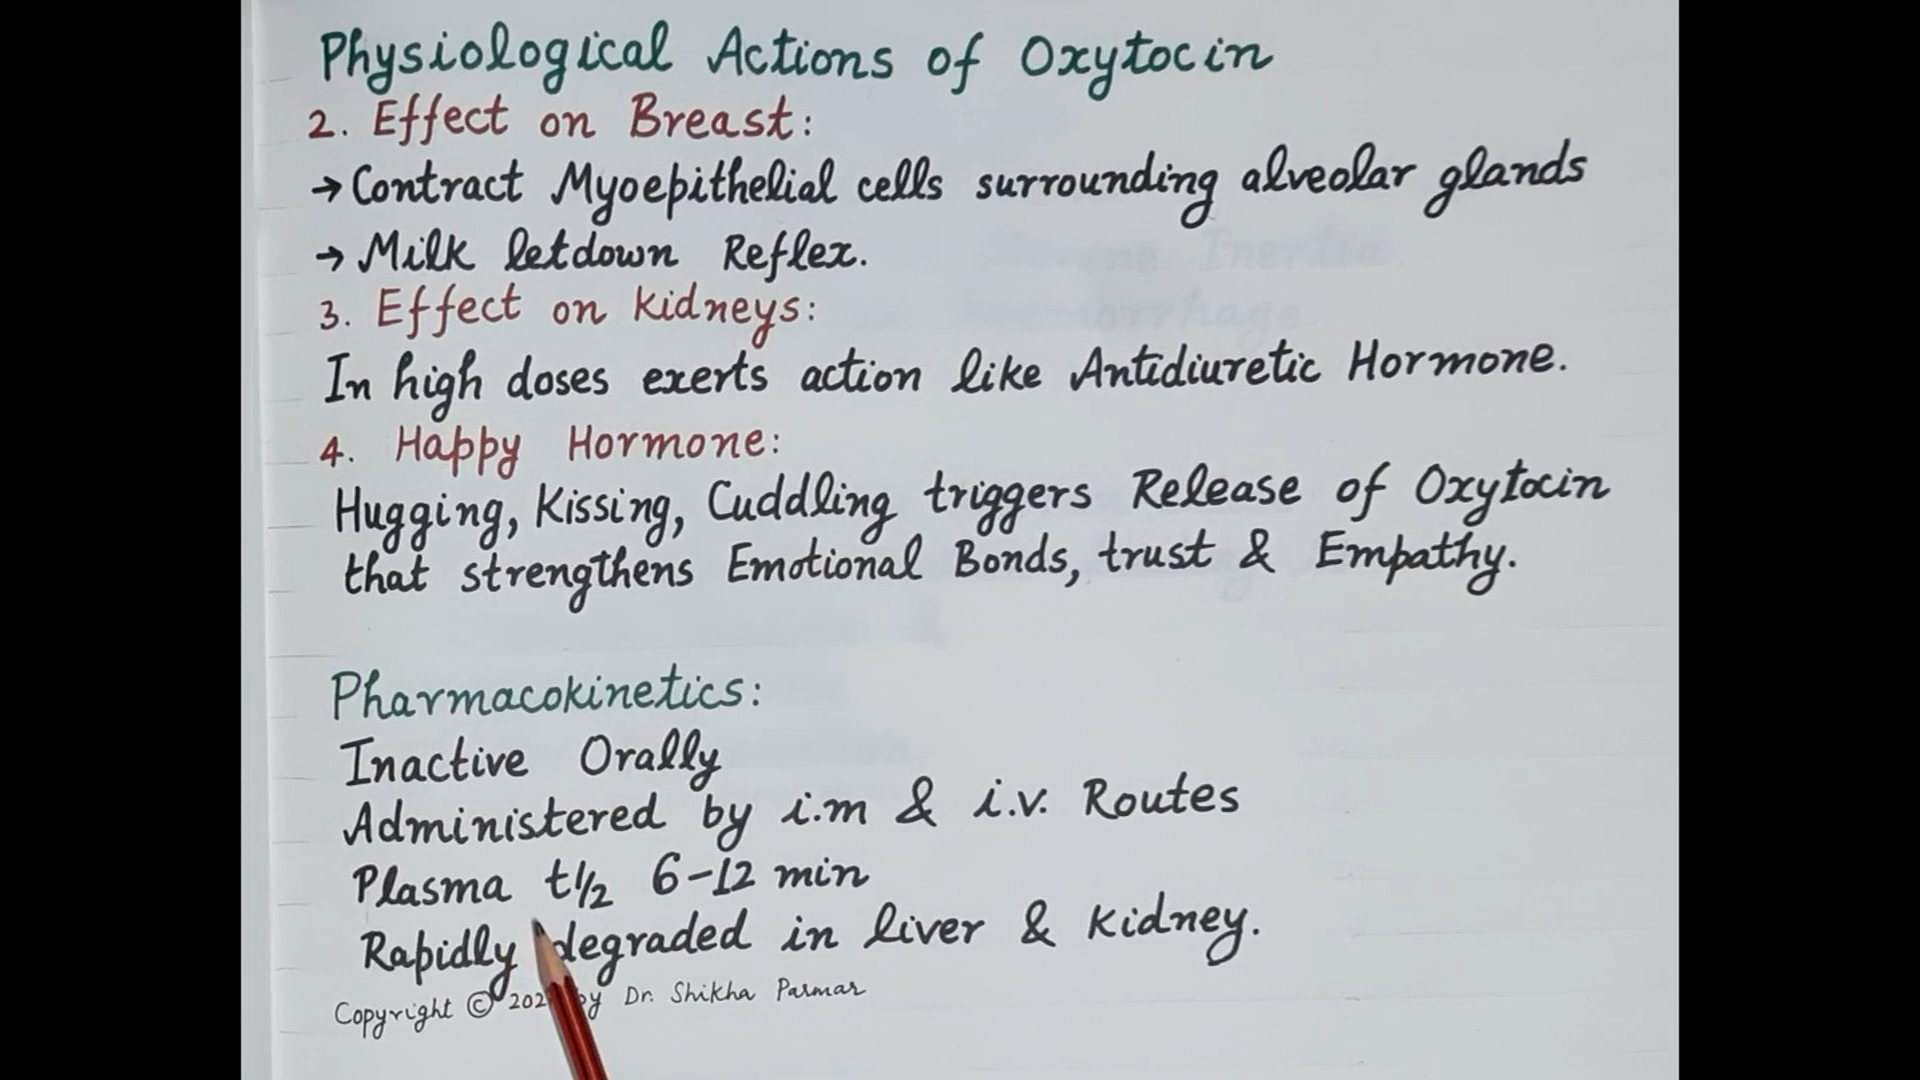 Physiological Actions of Oxytocin
2. Effect on Breast:
→ Contract Myoepithelial cells surrounding alveolar glands
→ Milk letdown Reflex.
3. Effect on kidneys:
In high doses exerts action like Antidiuretic Hormone.
4. Happy Hormone:
Hugging, Kissing, Cuddling triggers Release of Oxytocin
that strengthens Emotional Bonds, trust & Empathy.
Pharmacokinetics:
Inactive Orally
Administered by i.m & i.v. Routes
Plasma t1/2 6-12 min
Rapidly degraded in liver & kidney.
Copyright © by Dr. Shikha Parmar